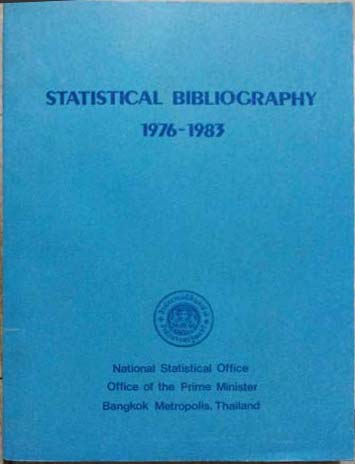 STATISTICAL BIBLIOGRAPHY
1976-1983
National Statistical Office
Office of the Prime Minister
Bangkok Metropolis, Thailand